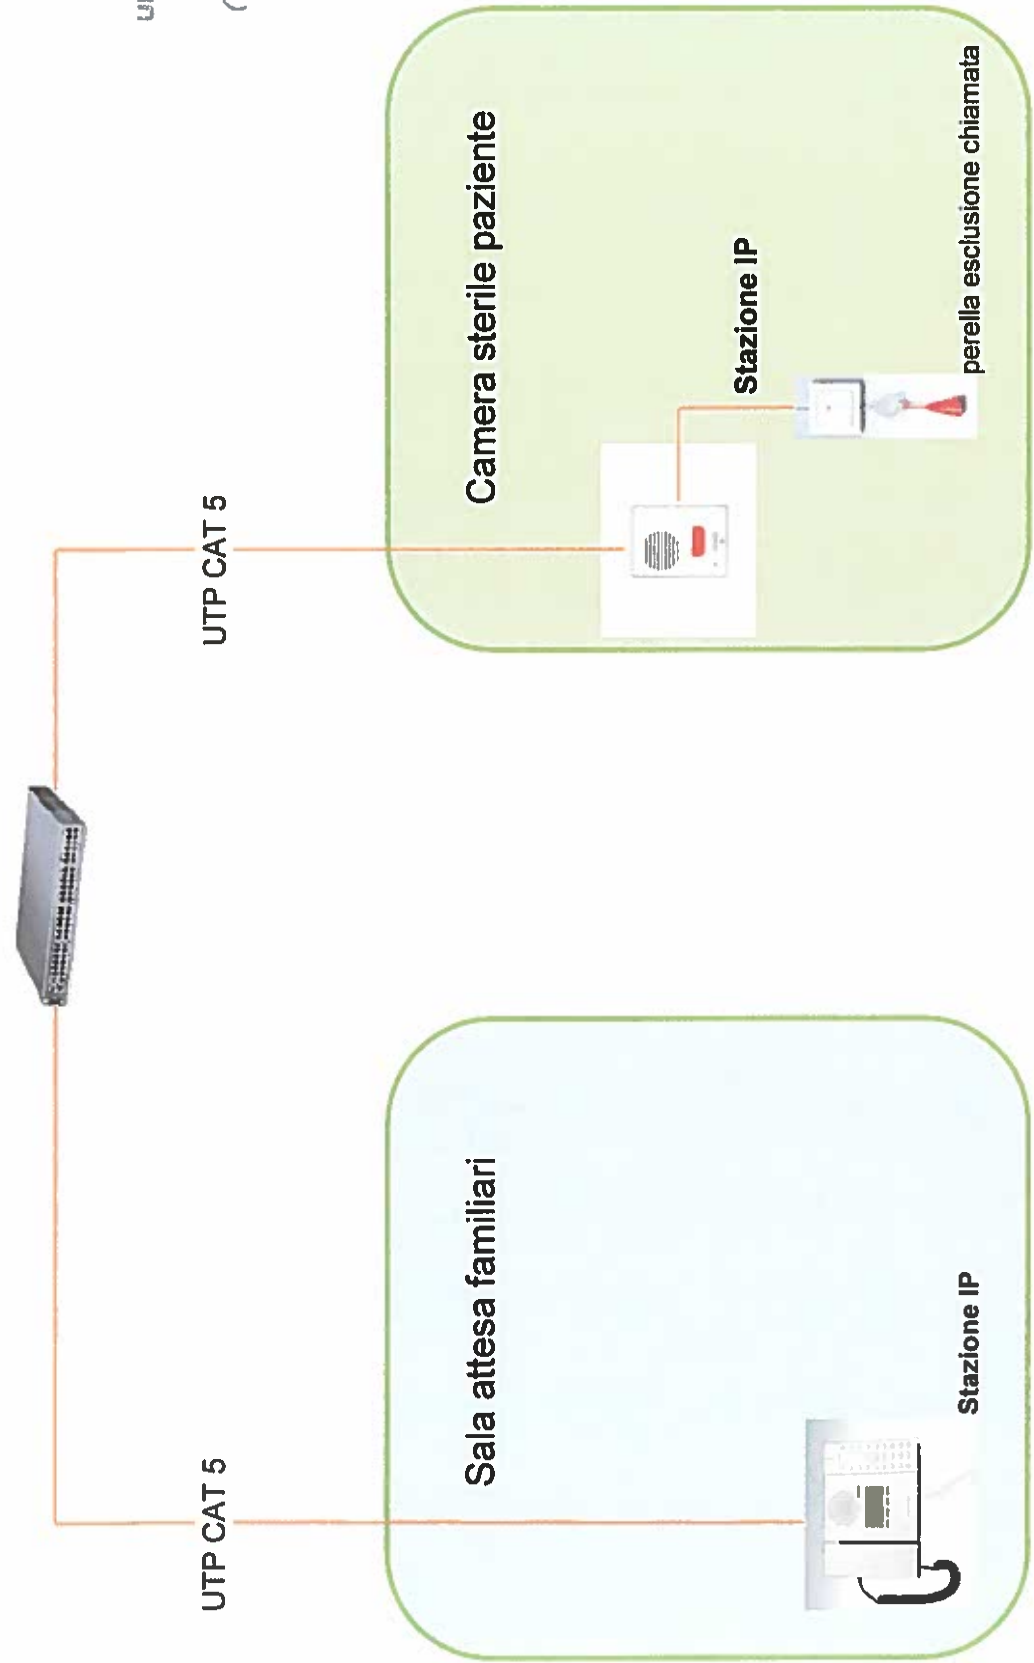 UTP CAT 5
UTP CAT 5
Sala attesa familiari
Camera sterile paziente
Stazione IP
Stazione IP
perella esclusione chiamata